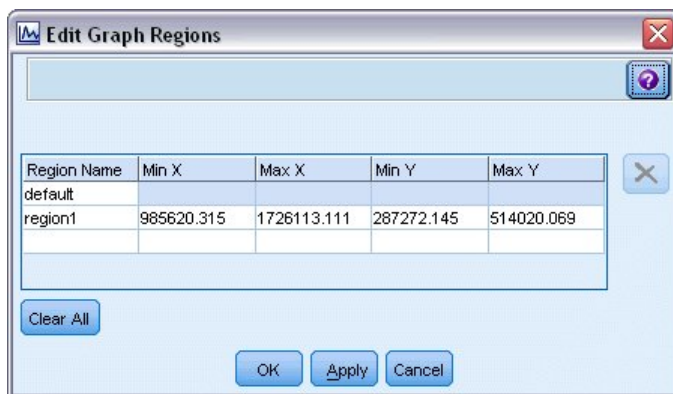 Edit Graph Regions
?
Region Name Min X Max X Min Y Max Y
default
region1 985620.315 1726113.111 287272.145 514020.069
Clear All
OK Apply Cancel